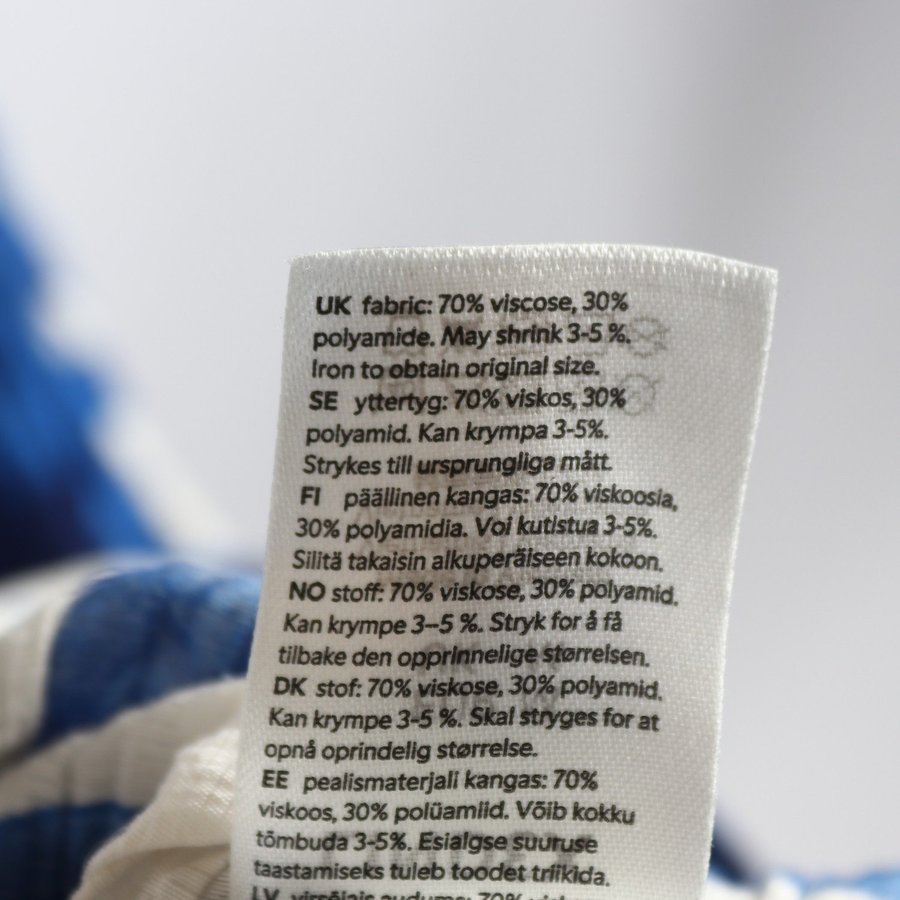 UK fabric: 70% viscose, 30%
polyamide. May shrink 3-5 %.
Iron to obtain original size.
SE yttertyg: 70% viskos, 30%
polyamid. Kan krympa 3-5%.
Strykes till ursprungliga mått.
FI päällinen kangas: 70% viskoosia,
30% polyamidia. Voi kutistua 3-5%.
Silitä takaisin alkuperäiseen kokoon.
NO stoff: 70% viskose, 30% polyamid.
Kan krympe 3–5 %. Stryk for å få
tilbake den opprinnelige størrelsen.
DK stof: 70% viskose, 30% polyamid.
Kan krympe 3-5 %. Skal stryges for at
opnå oprindelig størrelse.
EE pealismaterjali kangas: 70%
viskoos, 30% polüamiid. Võib kokku
tõmbuda 3-5%. Esialgse suuruse
taastamiseks tuleb toodet triikida.
LV virsējais audums: 70%